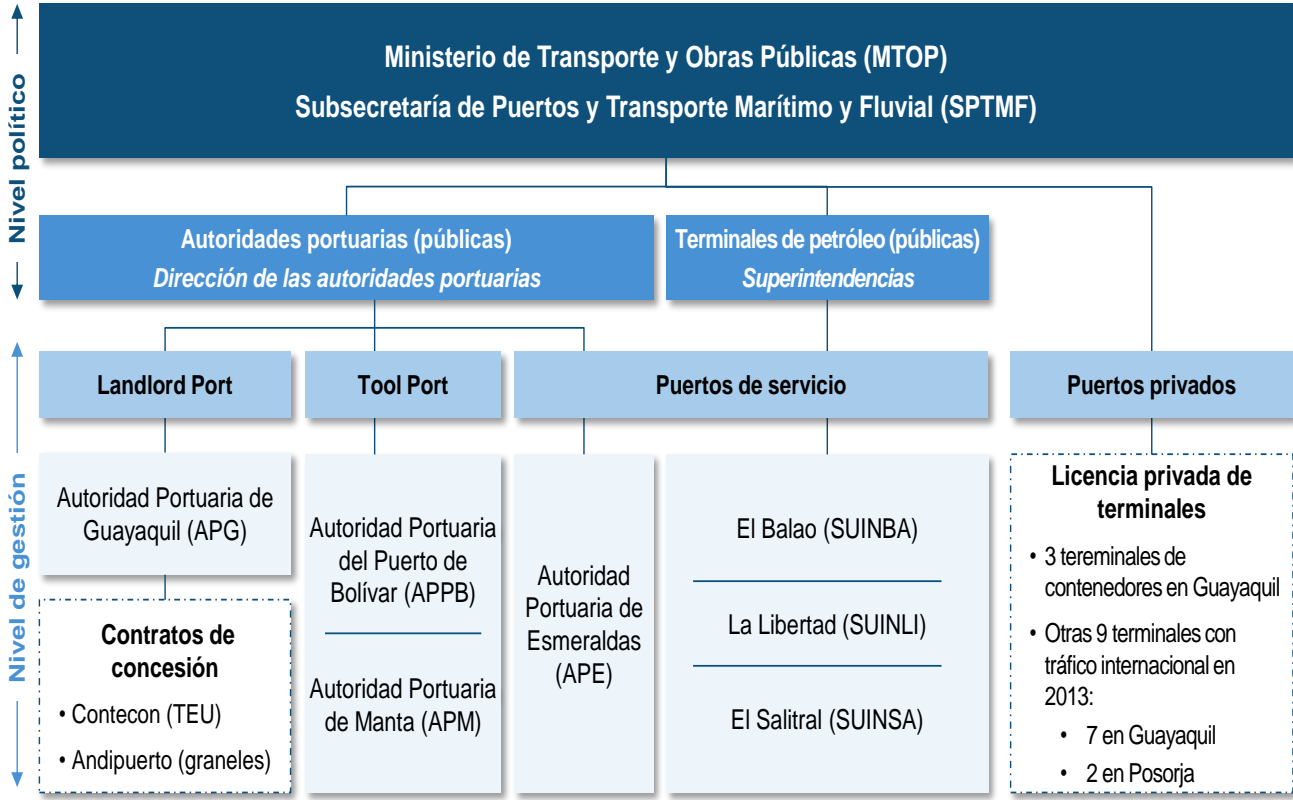 Nivel político
Ministerio de Transporte y Obras Públicas (MTOP)
Subsecretaría de Puertos y Transporte Marítimo y Fluvial (SPTMF)
Autoridades portuarias (públicas)
Dirección de las autoridades portuarias
Terminales de petróleo (públicas)
Superintendencias
Nivel de gestión
Landlord Port
Tool Port
Puertos de servicio
Puertos privados
Autoridad Portuaria de
Guayaquil (APG)
Contratos de
concesión
• Contecon (TEU)
• Andipuerto (graneles)
Autoridad Portuaria
del Puerto de
Bolívar (APPB)
Autoridad Portuaria
de Manta (APM)
Autoridad
Portuaria de
Esmeraldas
(APE)
El Balao (SUINBA)
La Libertad (SUINLI)
El Salitral (SUINSA)
Licencia privada de
terminales
• 3 tereminales de
contenedores en Guayaquil
• Otras 9 terminales con
tráfico internacional en
2013:
• 7 en Guayaquil
• 2 en Posorja